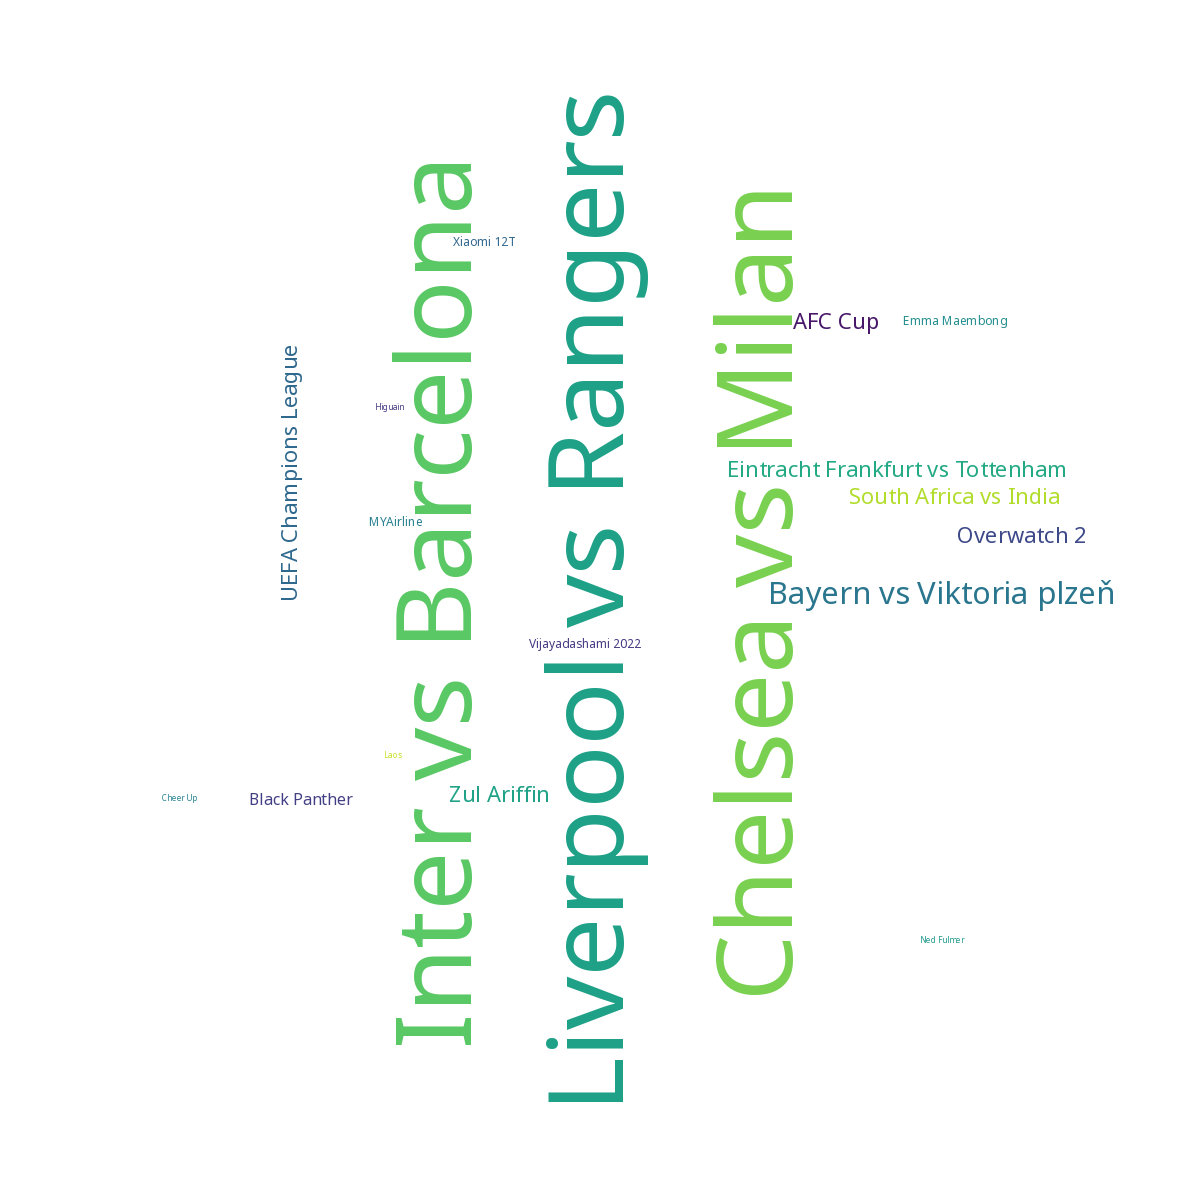 Inter vs Barcelona
Liverpool vs Rangers
Chelsea vs Milan
Xiaomi 12T
AFC Cup
Emma Maembong
UEFA Champions League
Higuain
Eintracht Frankfurt vs Tottenham
South Africa vs India
MYAirline
Overwatch 2
Bayern vs Viktoria plzeň
Vijayadashami 2022
Laos
Zul Ariffin
Cheer Up
Black Panther
Ned Fulmer